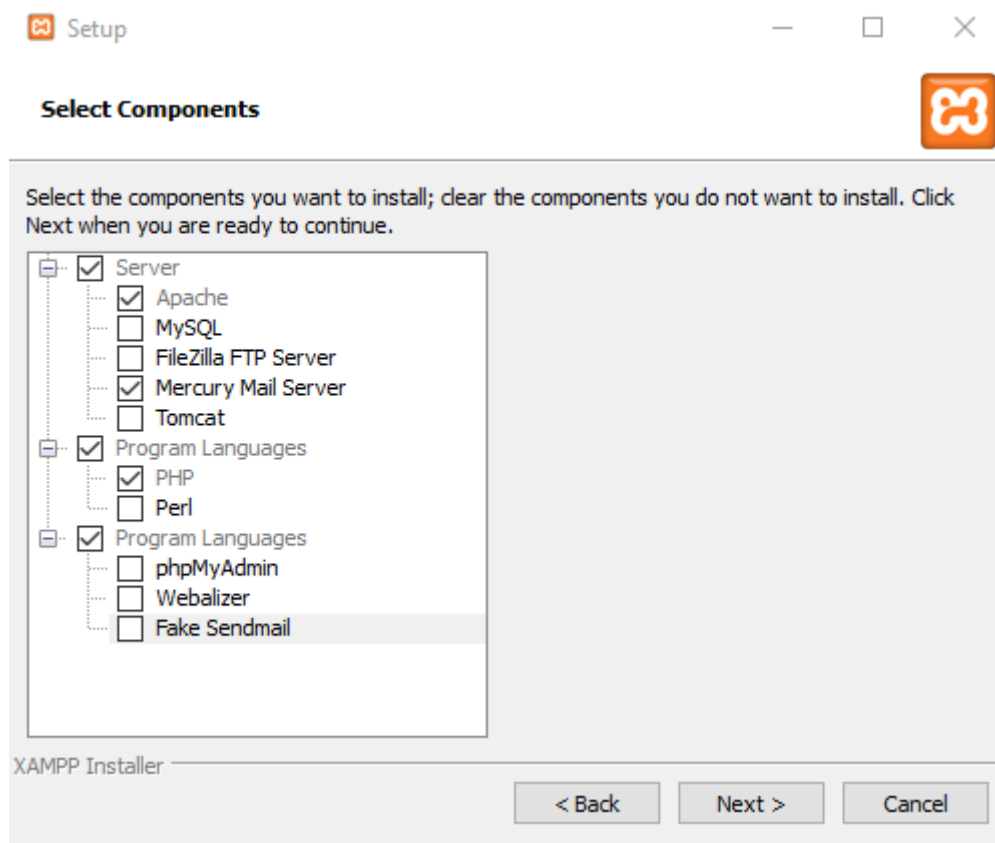 Setup
Select Components
Select the components you want to install; clear the components you do not want to install. Click
Next when you are ready to continue.
Server
Apache
MySQL
FileZilla FTP Server
Mercury Mail Server
Tomcat
Program Languages
PHP
Perl
Program Languages
phpMyAdmin
Webalizer
Fake Sendmail
XAMPP Installer
< Back Next > Cancel